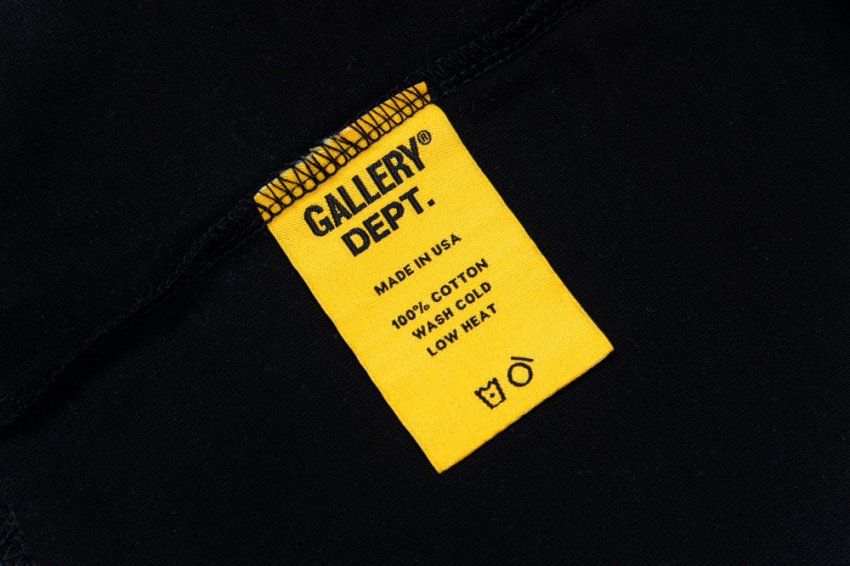 GALLERY®
DEPT.
MADE IN USA
100% COTTON
WASH COLD
LOW HEAT